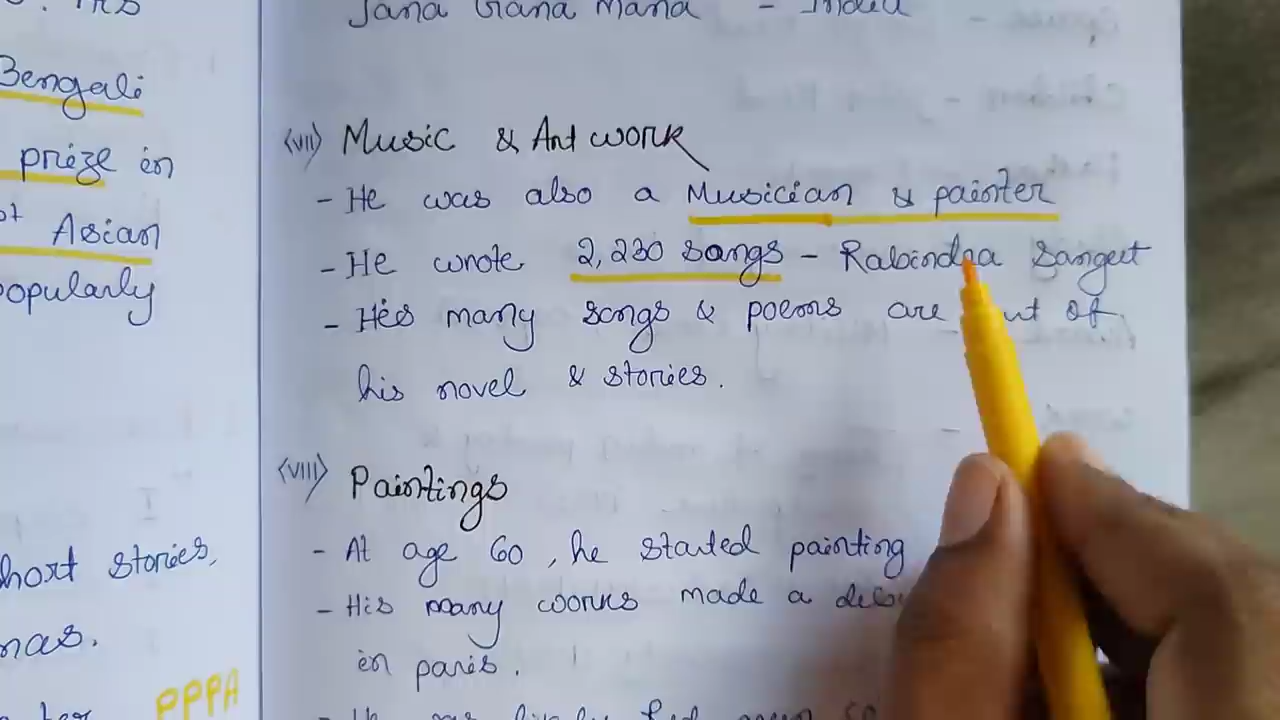 Bengali
prize in
Asian
popularly
short stories,
PPPA
Jana Gana Mana - India
(VII) Music & Art work
- He was also a Musician & painter
- He wrote 2,230 songs - Rabindra Sangeet
- His many songs & poems are of
his novel & stories.
(VIII) Paintings
- At age 60, he started painting
- His many works made a
in paris.